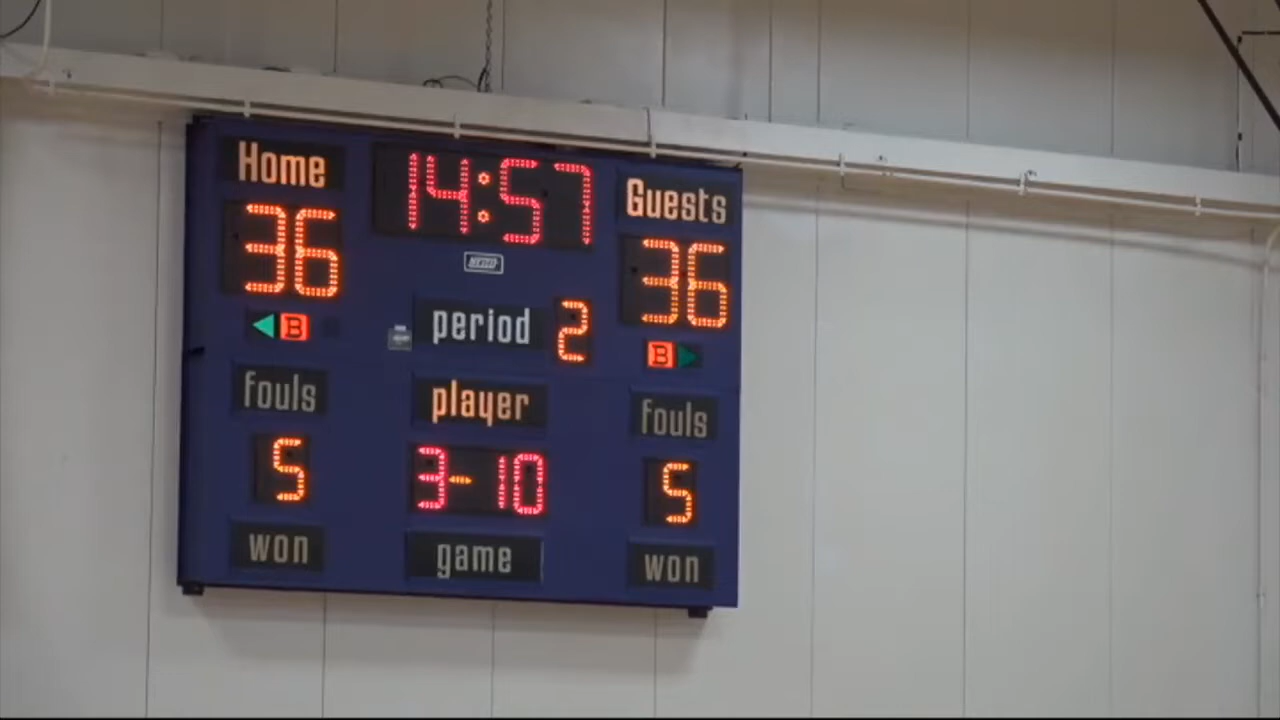 Home 14:57 Guests
36 36
B period 2 B
fouls player fouls
5 3-10 5
won game won